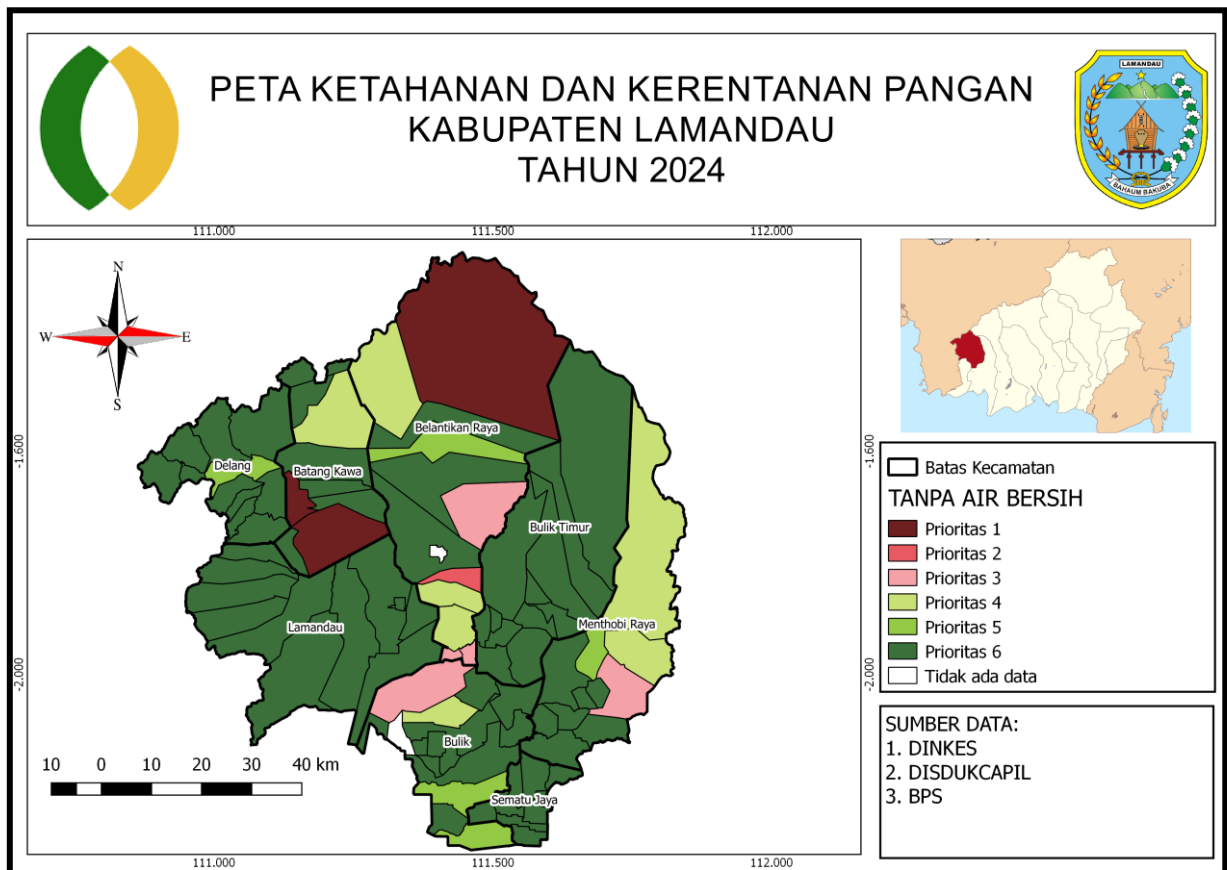 PETA KETAHANAN DAN KERENTANAN PANGAN
KABUPATEN LAMANDAU
TAHUN 2024
LAMANDAU
BAHAUM BAKUBA
111.000
111.500
112.000
N
W
E
S
-1.600
-1.600
Belantikan Raya
Delang
Batang Kawa
Bulik Timur
Lamandau
Menthobi Raya
-2.000
-2.000
Bulik
Sematu Jaya
10 0 10 20 30 40 km
111.000
111.500
112.000
Batas Kecamatan
TANPA AIR BERSIH
Prioritas 1
Prioritas 2
Prioritas 3
Prioritas 4
Prioritas 5
Prioritas 6
Tidak ada data
SUMBER DATA:
1. DINKES
2. DISDUKCAPIL
3. BPS